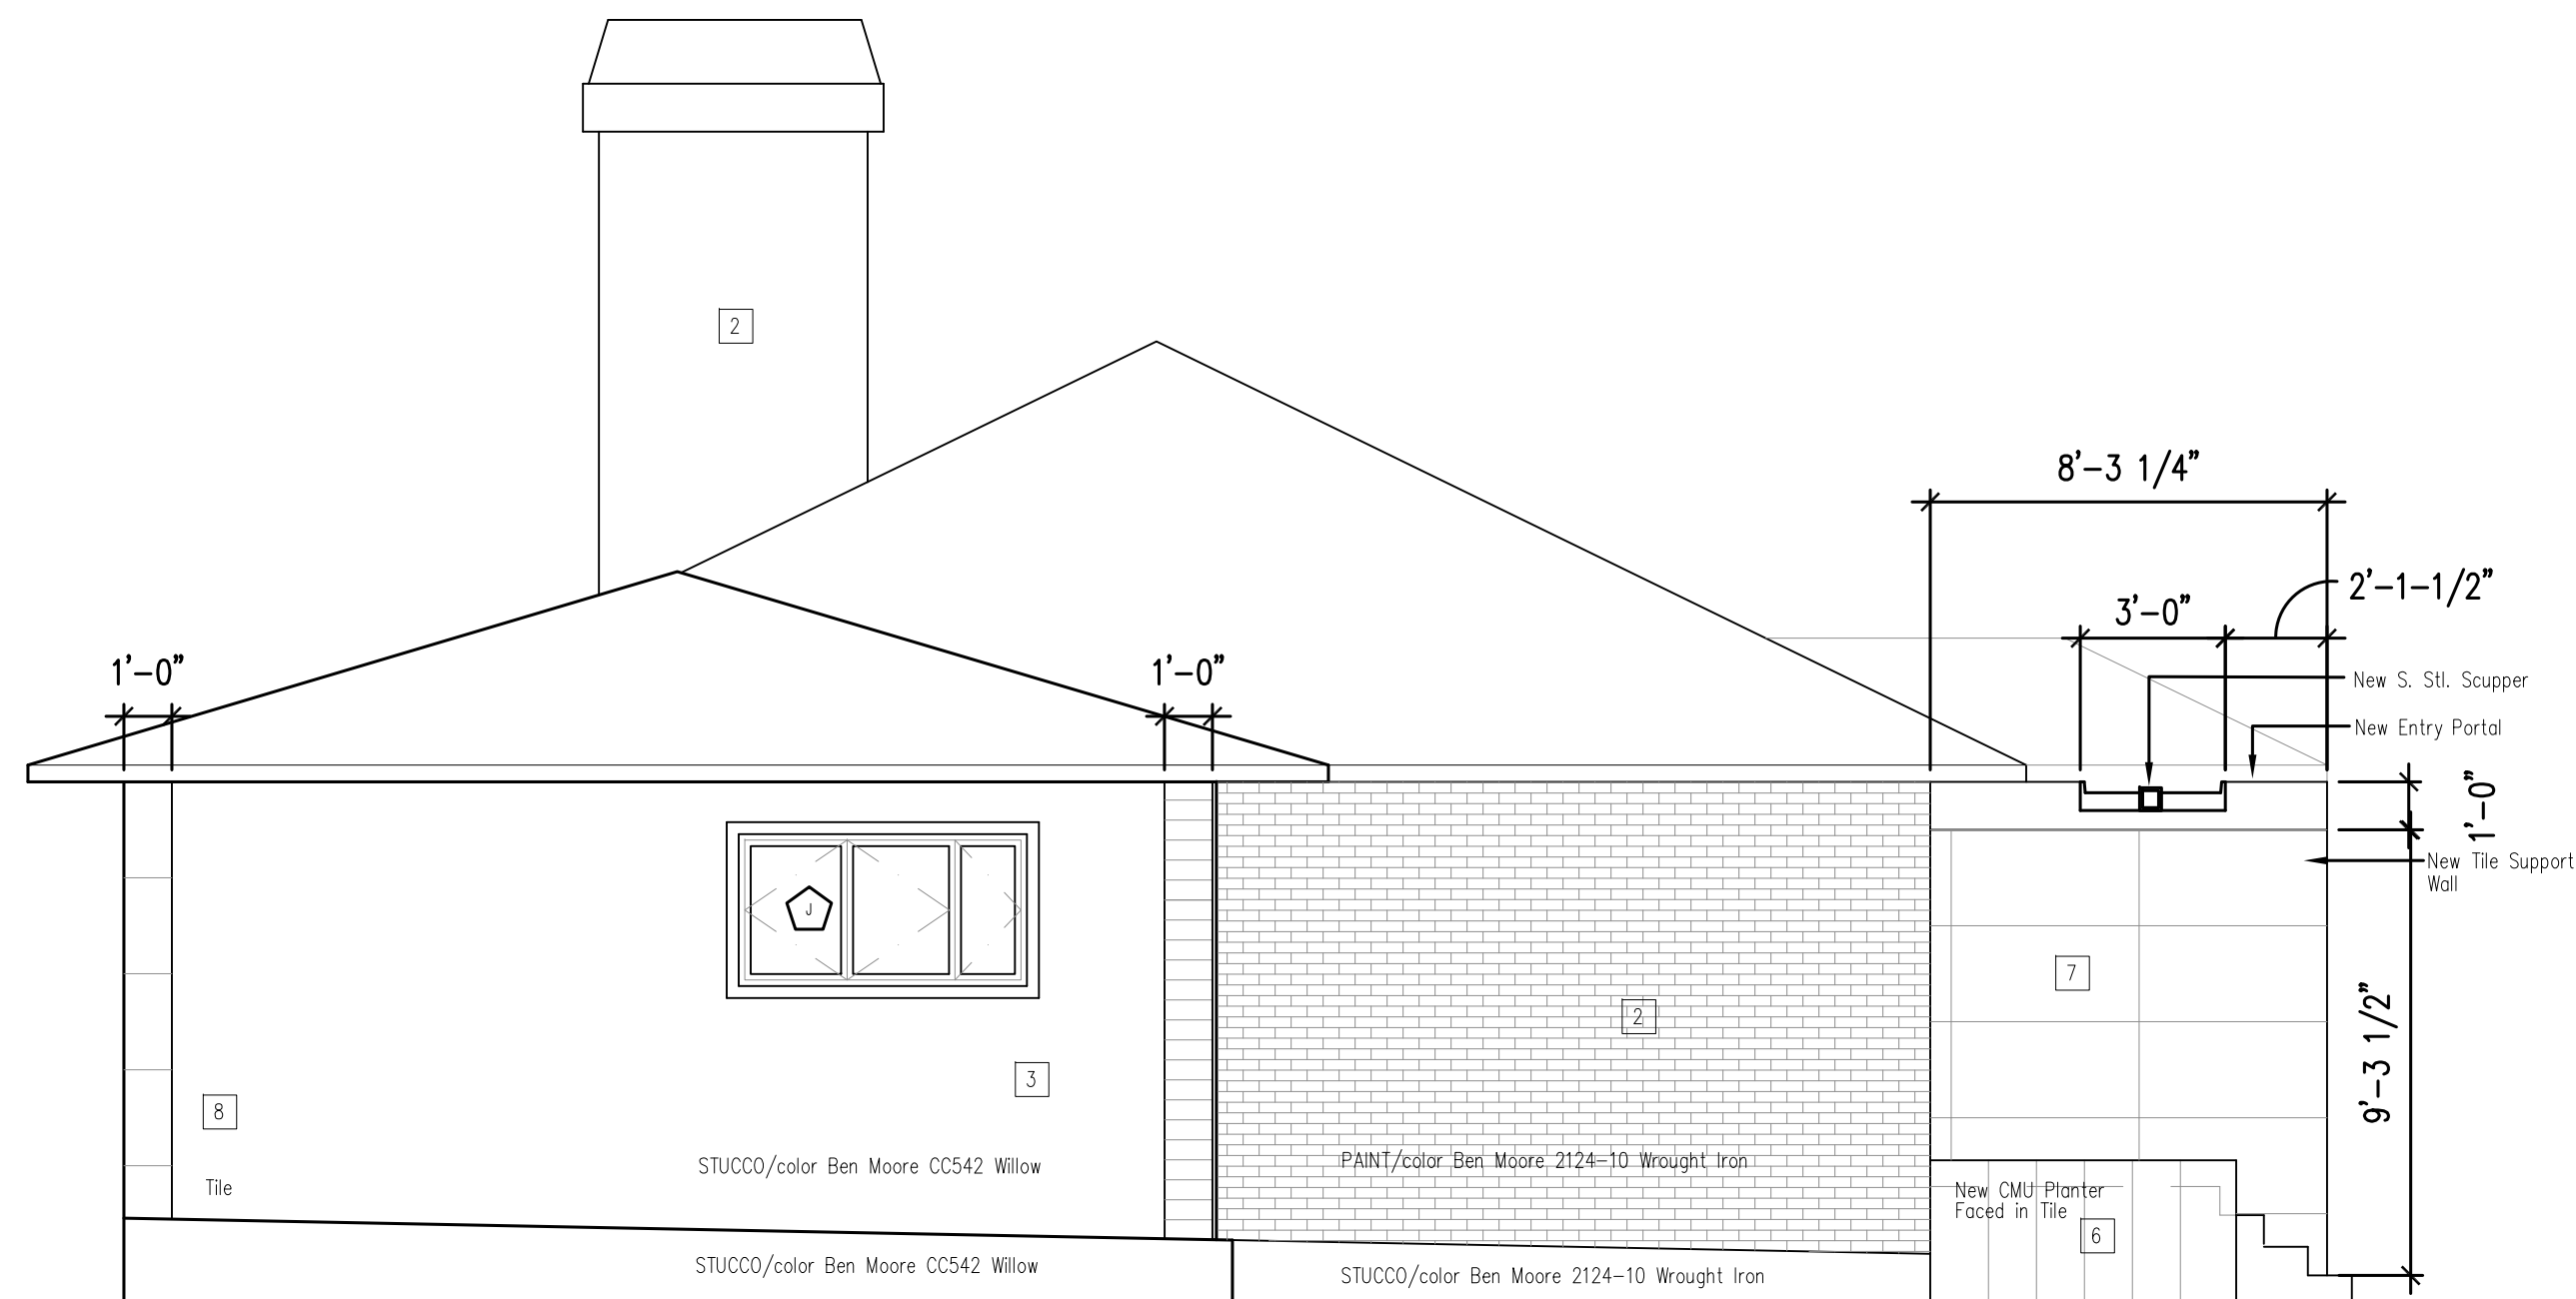 2
8'-3 1/4"
2'-1-1/2"
3'-0"
1'-0"
1'-0"
New S. Stl. Scupper
New Entry Portal
1'-0"
New Tile Support
Wall
J
7
2
3
8
9'-3 1/2"
STUCCO/color Ben Moore CC542 Willow
PAINT/color Ben Moore 2124-10 Wrought Iron
Tile
New CMU Planter
Faced in Tile
6
STUCCO/color Ben Moore CC542 Willow
STUCCO/color Ben Moore 2124-10 Wrought Iron